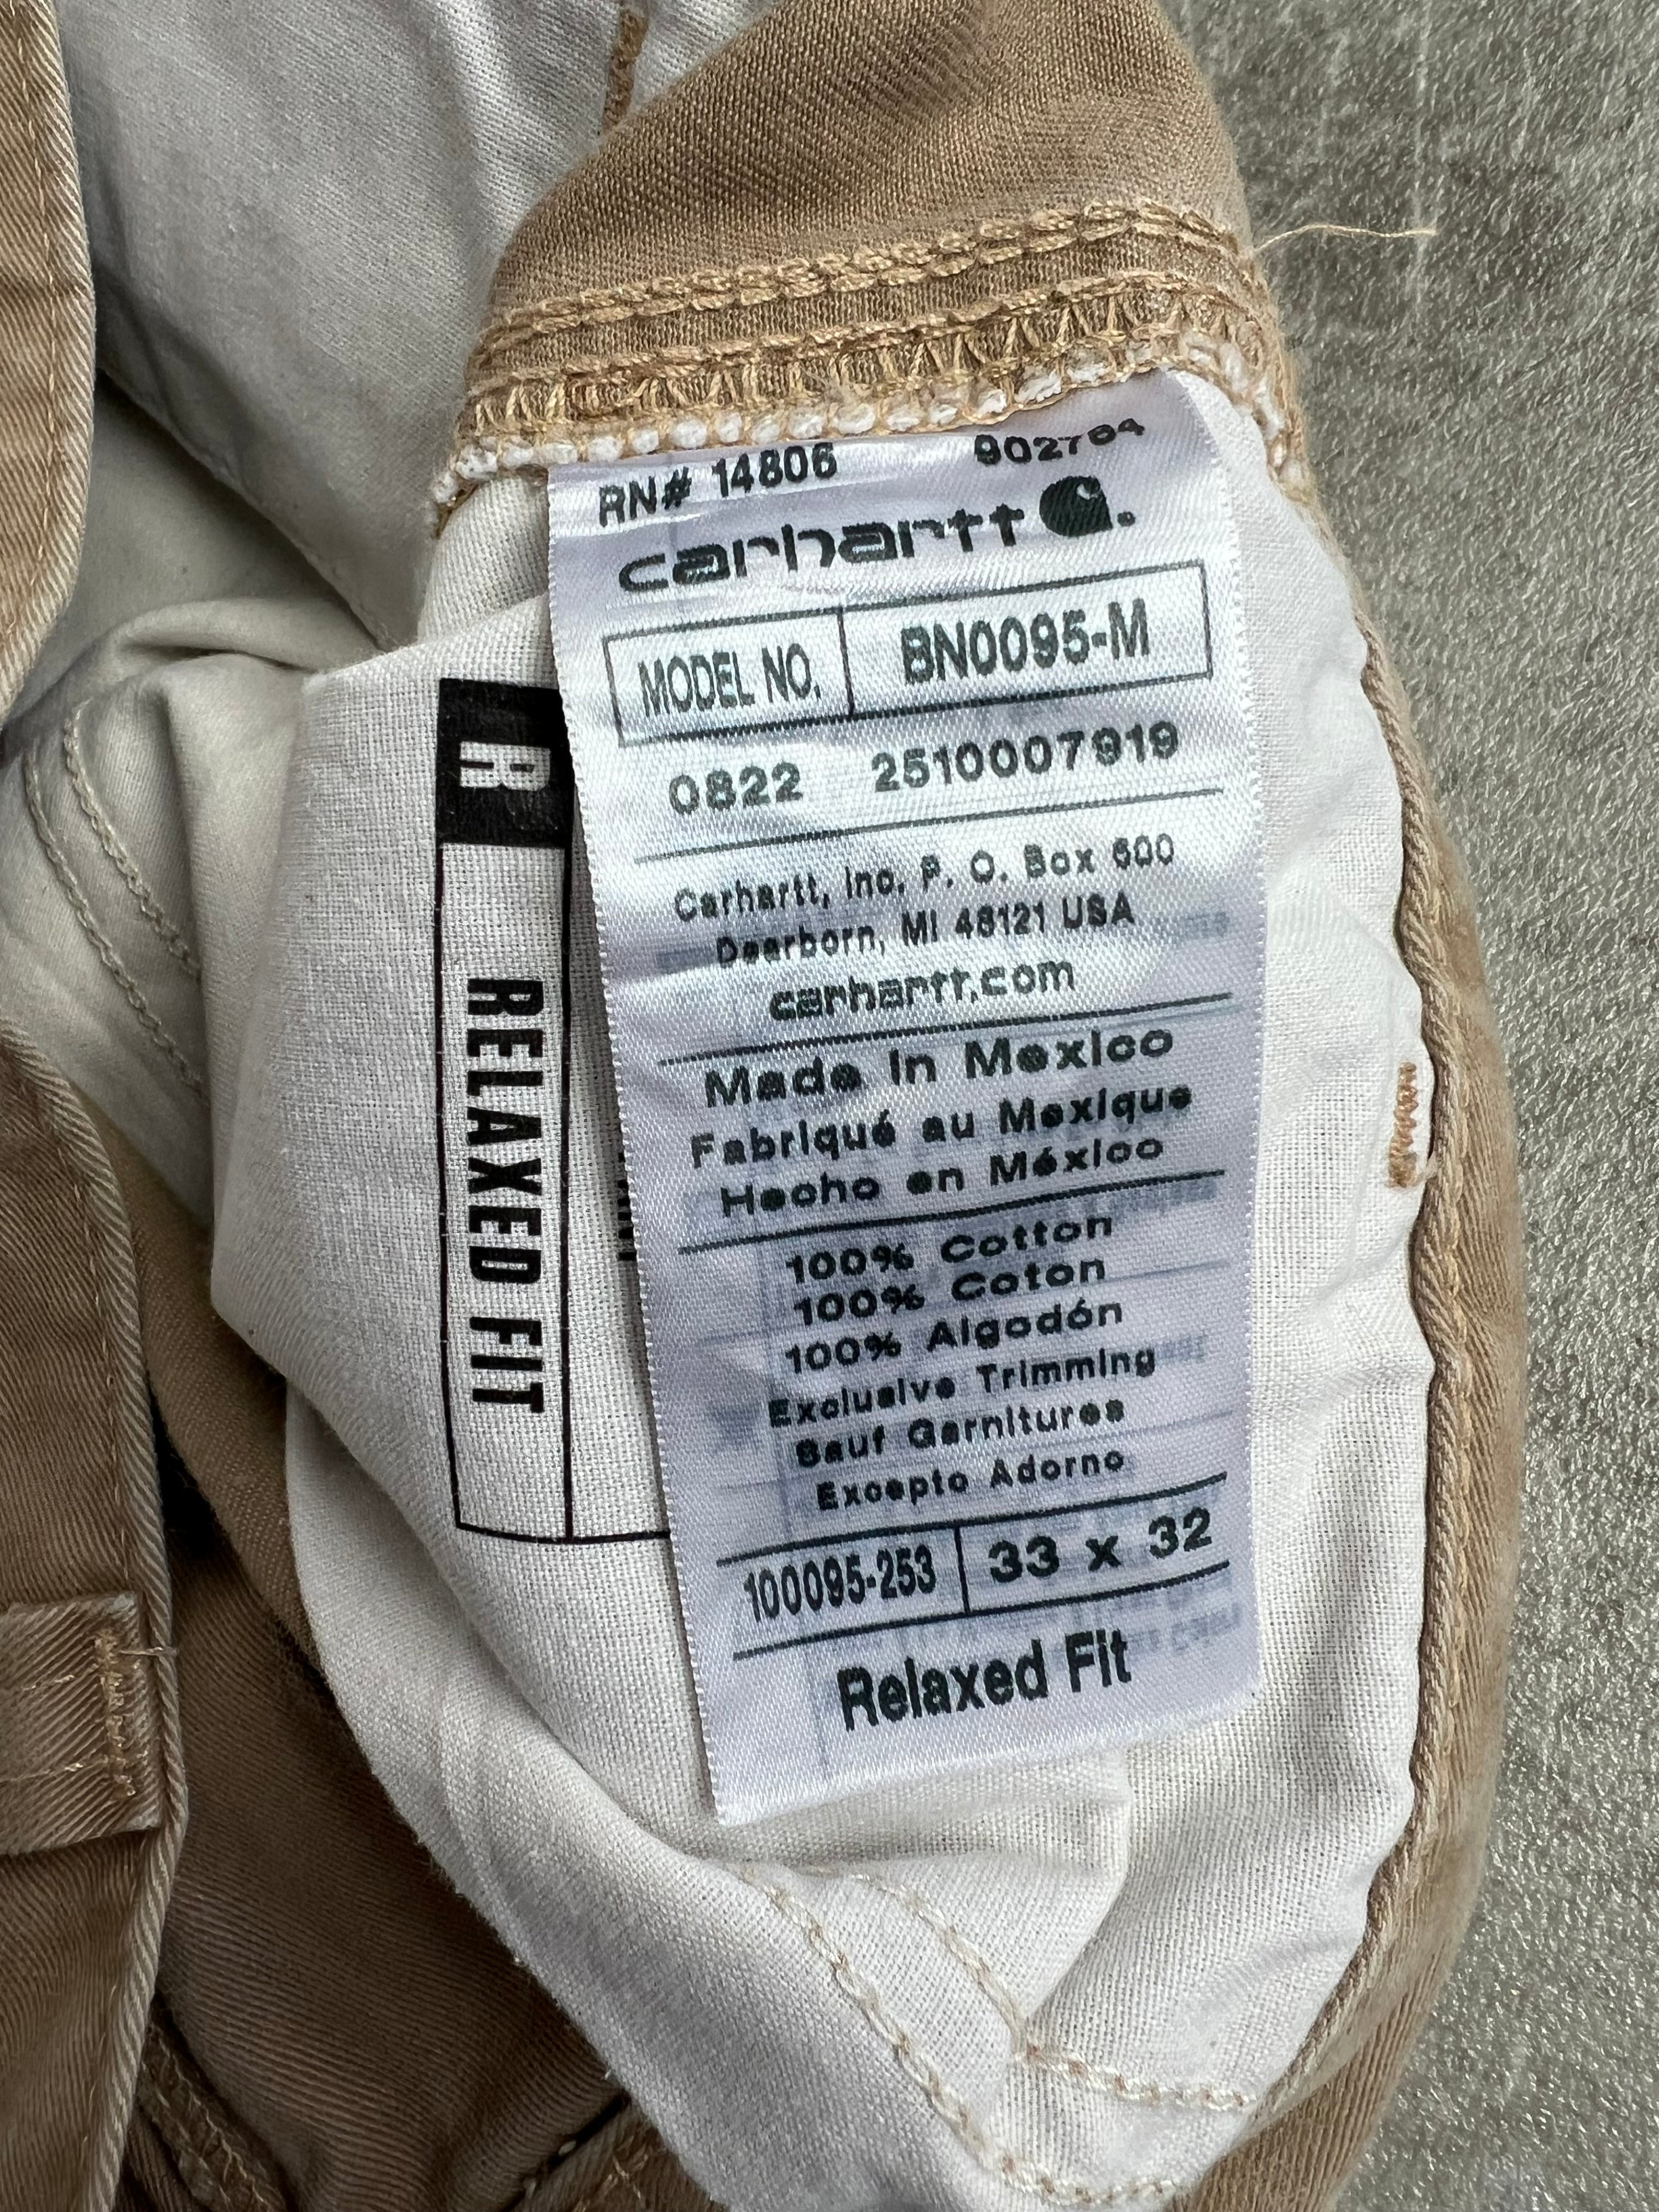 RN# 14806 902704
carhartt
MODEL NO. BN0095-M
0822 2510007919
Carhartt, Inc. P. O. Box 600
Dearborn, MI 48121 USA
carhartt.com
Made in Mexico
Fabriqué au Mexique
Hecho en México
100% Cotton
100% Coton
100% Algodón
Exclusive Trimming
Sauf Garnitures
Excepto Adorno
100095-253 33 x 32
Relaxed Fit
R RELAXED FIT